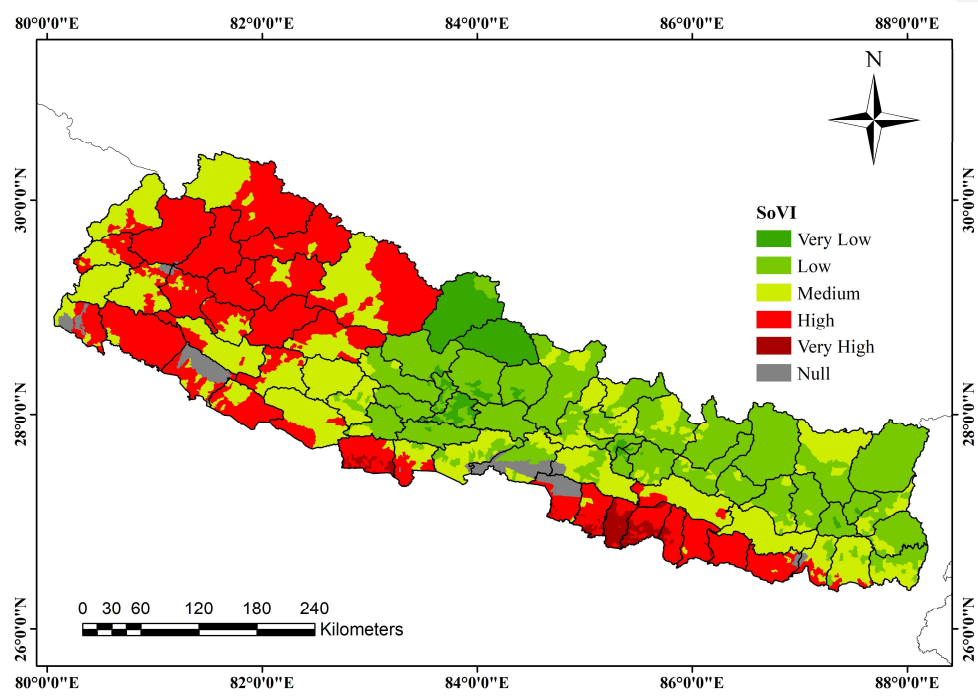 80°0'0"E 82°0'0"E 84°0'0"E 86°0'0"E 88°0'0"E
N
30°0'0"N 30°0'0"N
SoVI
Very Low
Low
Medium
High
Very High
Null
28°0'0"N 28°0'0"N
0 30 60 120 180 240
Kilometers
26°0'0"N 26°0'0"N
80°0'0"E 82°0'0"E 84°0'0"E 86°0'0"E 88°0'0"E